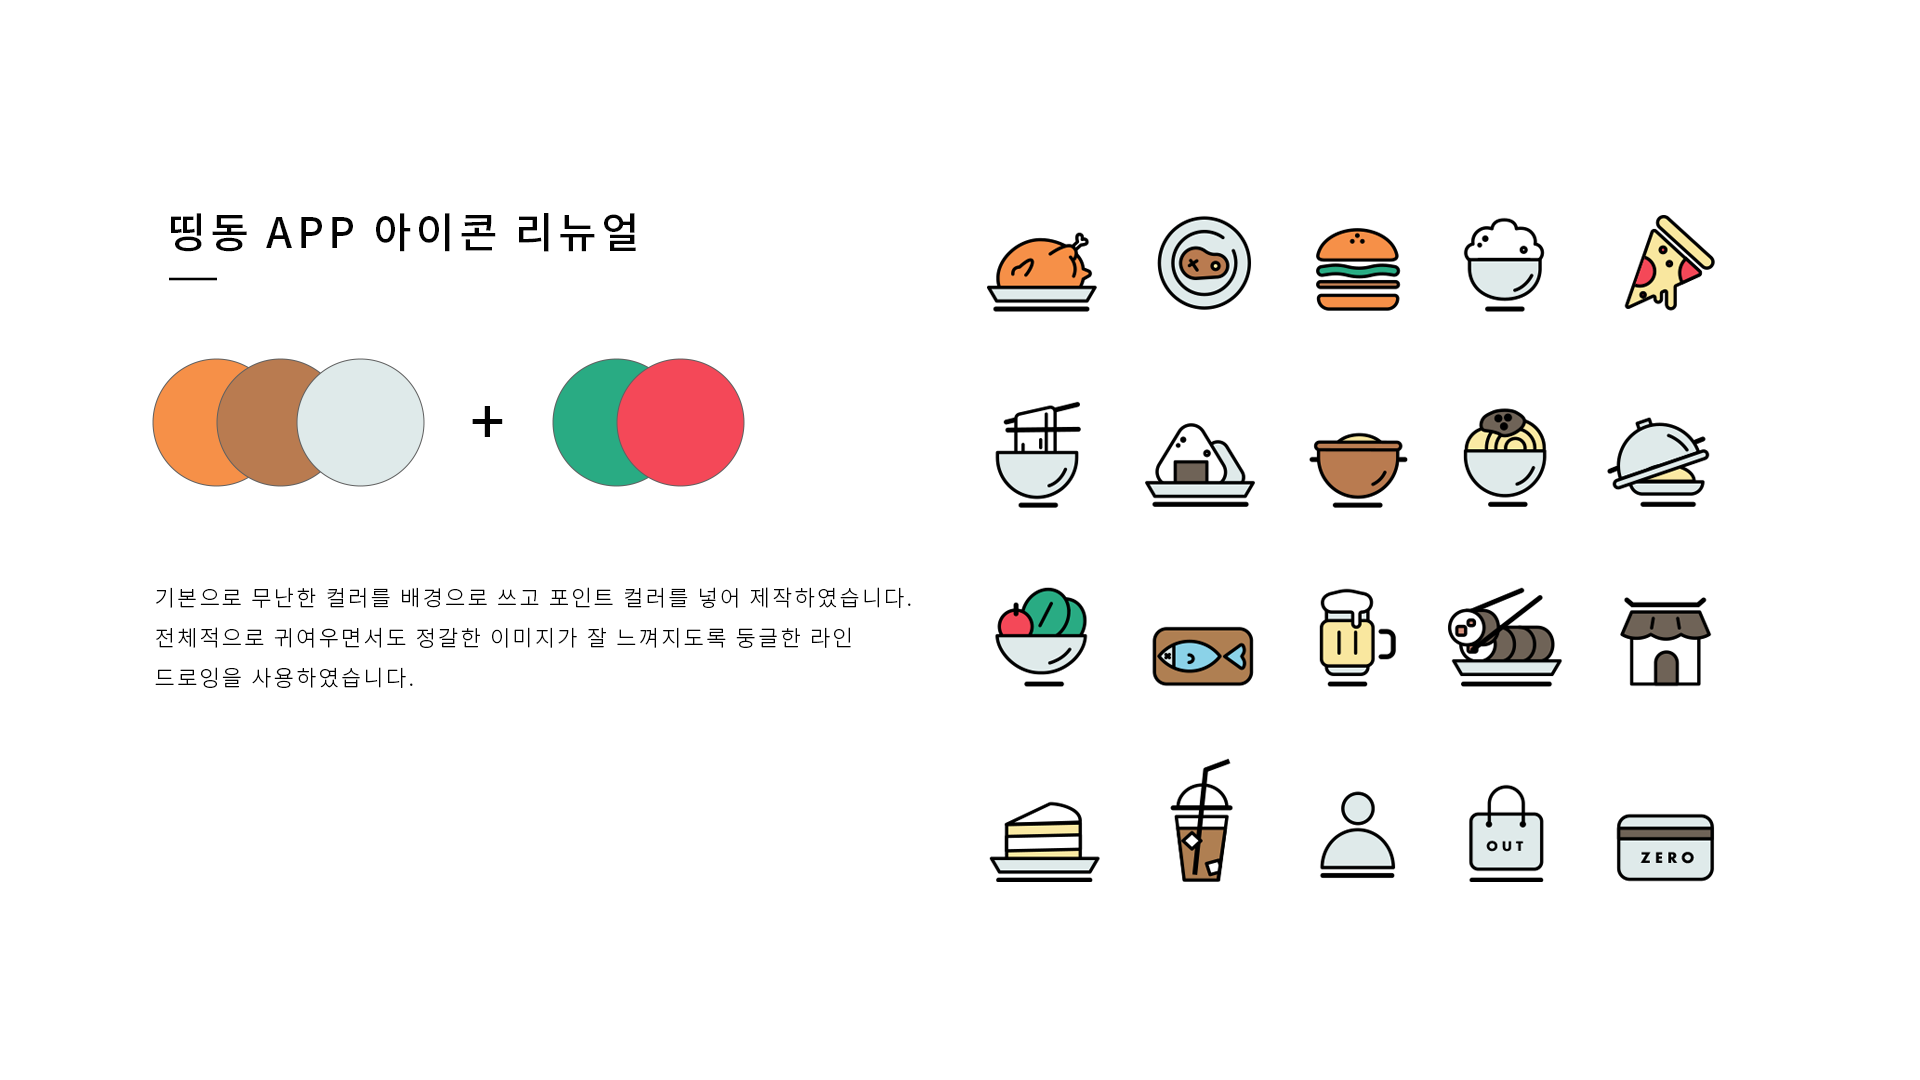 띵동 APP 아이콘 리뉴얼
+
기본으로 무난한 컬러를 배경으로 쓰고 포인트 컬러를 넣어 제작하였습니다.
전체적으로 귀여우면서도 정갈한 이미지가 잘 느껴지도록 둥글한 라인
드로잉을 사용하였습니다.
OUT
ZERO